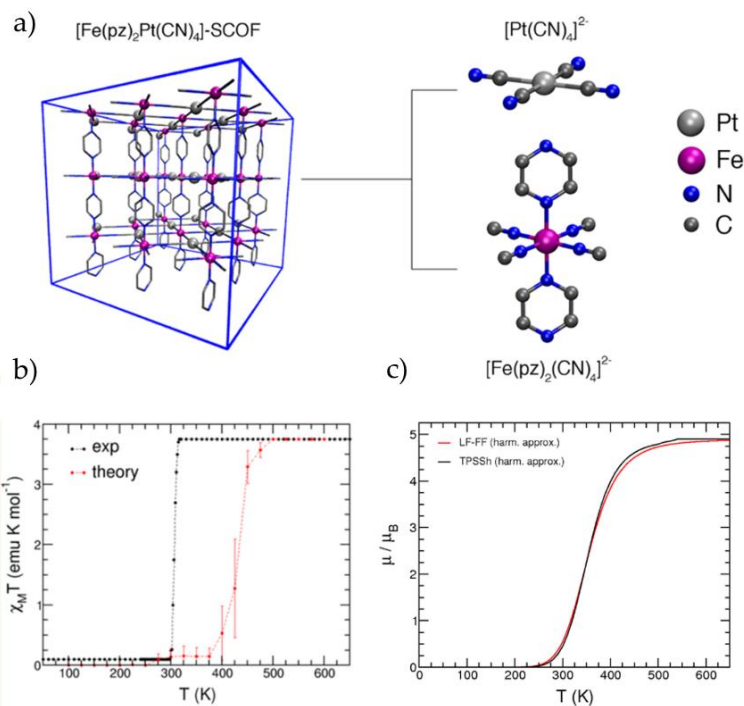 a)
[Fe(pz)₂Pt(CN)₄]-SCOF
[Pt(CN)₄]²⁻
Pt
Fe
N
C
[Fe(pz)₂(CN)₄]²⁻
b)
4
3
2
1
0
χ_MT (emu K mol⁻¹)
exp
theory
100 200 300 400 500 600
T (K)
c)
5
4
3
2
1
0
μ / μ_B
LF-FF (harm. approx.)
TPSSh (harm. approx.)
0 100 200 300 400 500 600
T (K)